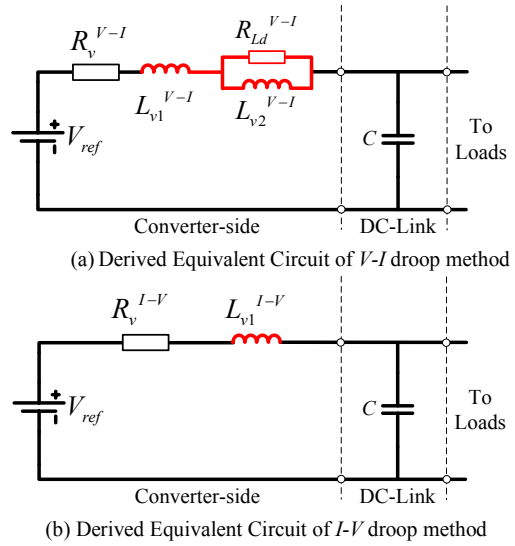 R_v^{V-I}
L_{v1}^{V-I}
R_{Ld}^{V-I}
L_{v2}^{V-I}
+
V_{ref}
C
To
Loads
Converter-side
DC-Link
(a) Derived Equivalent Circuit of V-I droop method
R_v^{I-V}
L_{v1}^{I-V}
+
V_{ref}
C
To
Loads
Converter-side
DC-Link
(b) Derived Equivalent Circuit of I-V droop method